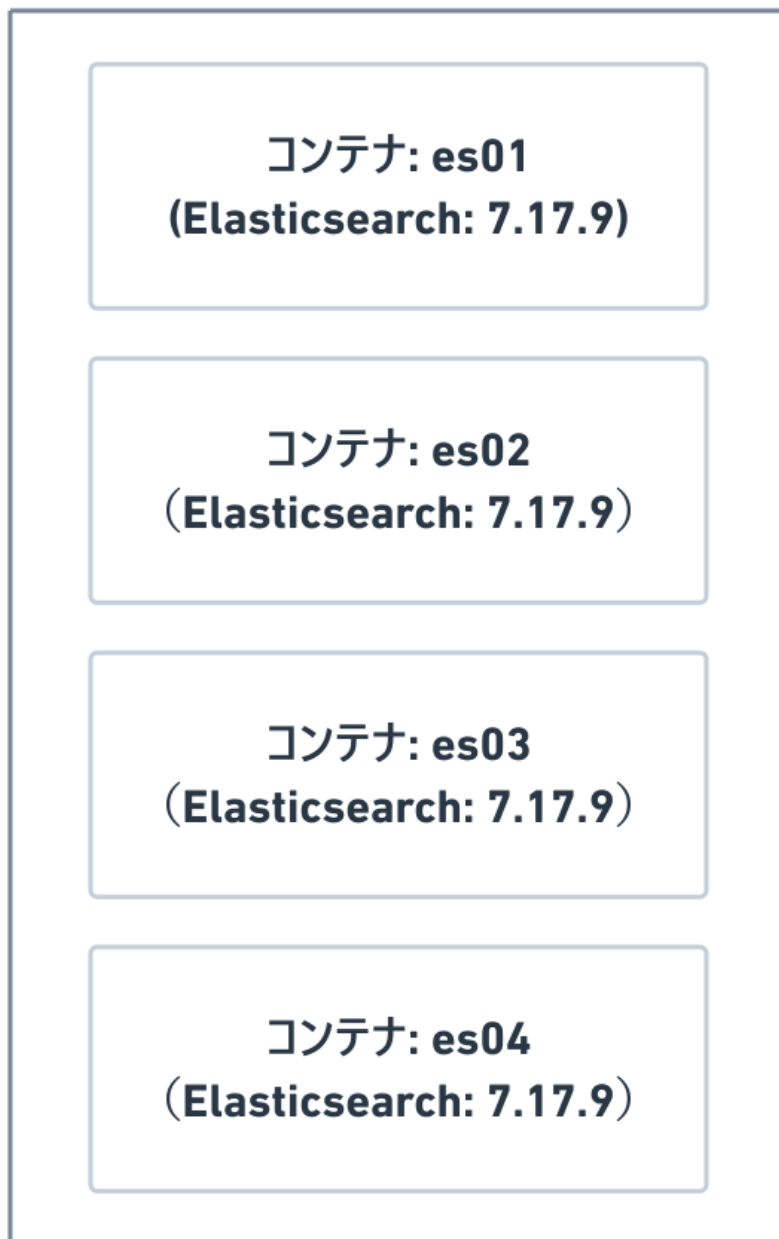 コンテナ: es01
(Elasticsearch: 7.17.9)
コンテナ: es02
（Elasticsearch: 7.17.9）
コンテナ: es03
（Elasticsearch: 7.17.9）
コンテナ: es04
（Elasticsearch: 7.17.9）